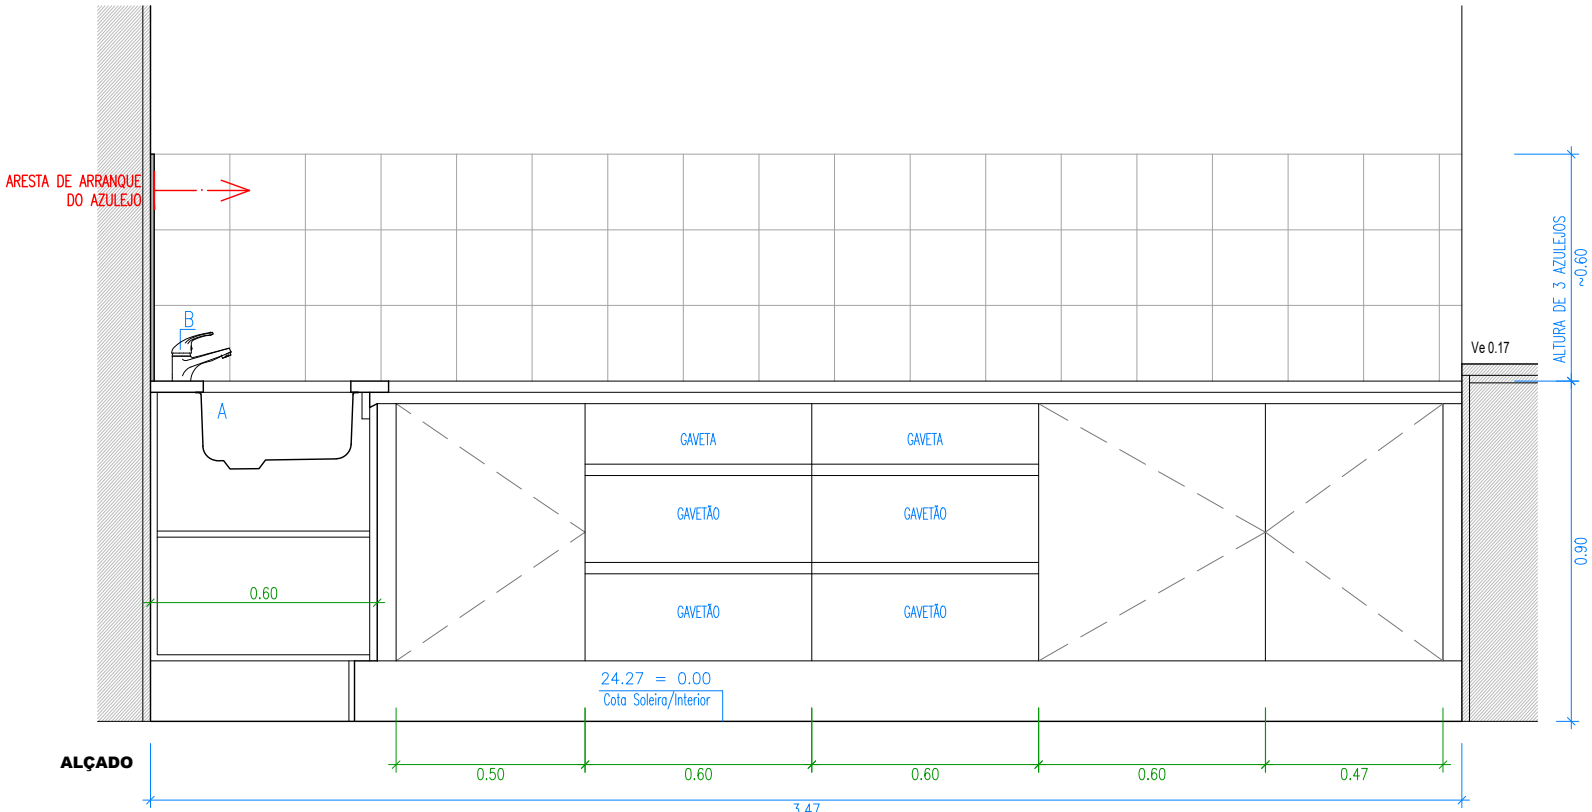 ARESTA DE ARRANQUE
DO AZULEJO
B
A
Ve 0.17
ALTURA DE 3 AZULEJOS
~0.60
GAVETA
GAVETA
GAVETÃO
GAVETÃO
0.90
0.60
GAVETÃO
GAVETÃO
24.27 = 0.00
Cota Soleira/Interior
ALÇADO
0.50
0.60
0.60
0.60
0.47
3.47